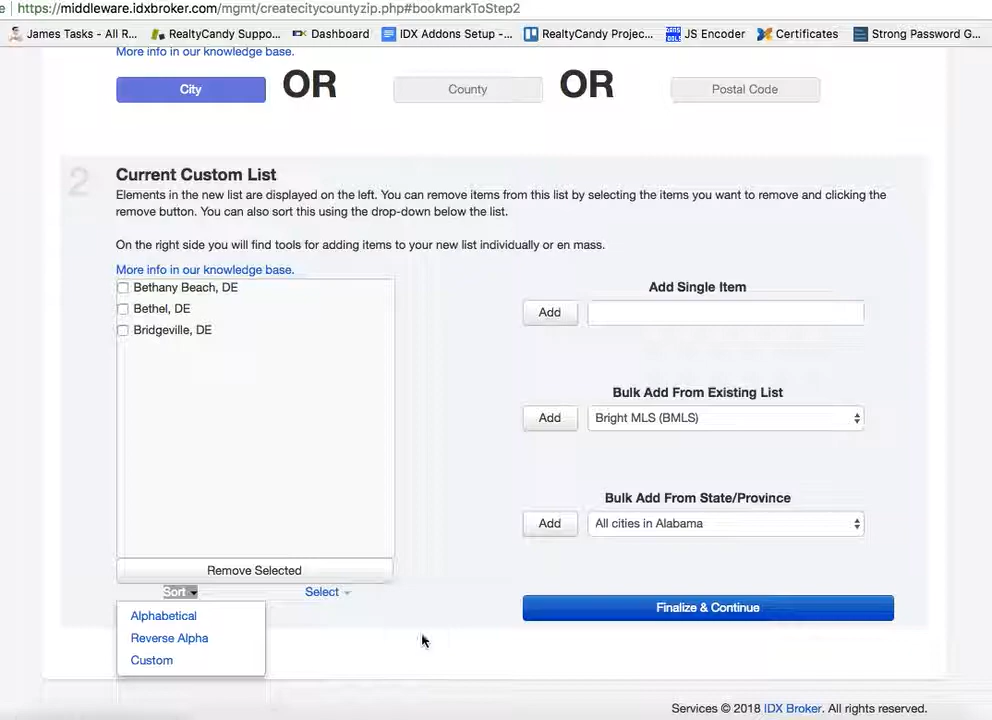 https://middleware.idxbroker.com/mgmt/createcitycountyzip.php#bookmarkToStep2
James Tasks - All R... RealtyCandy Suppo... Dashboard IDX Addons Setup -... RealtyCandy Projec... JS Encoder Certificates Strong Password G...
More info in our knowledge base.
City OR County OR Postal Code
2 Current Custom List
Elements in the new list are displayed on the left. You can remove items from this list by selecting the items you want to remove and clicking the
remove button. You can also sort this using the drop-down below the list.
On the right side you will find tools for adding items to your new list individually or en mass.
More info in our knowledge base.
Bethany Beach, DE
Bethel, DE
Bridgeville, DE
Remove Selected
Sort Select
Alphabetical
Reverse Alpha
Custom
Add Single Item
Add
Bulk Add From Existing List
Add Bright MLS (BMLS)
Bulk Add From State/Province
Add All cities in Alabama
Finalize & Continue
Services © 2018 IDX Broker. All rights reserved.